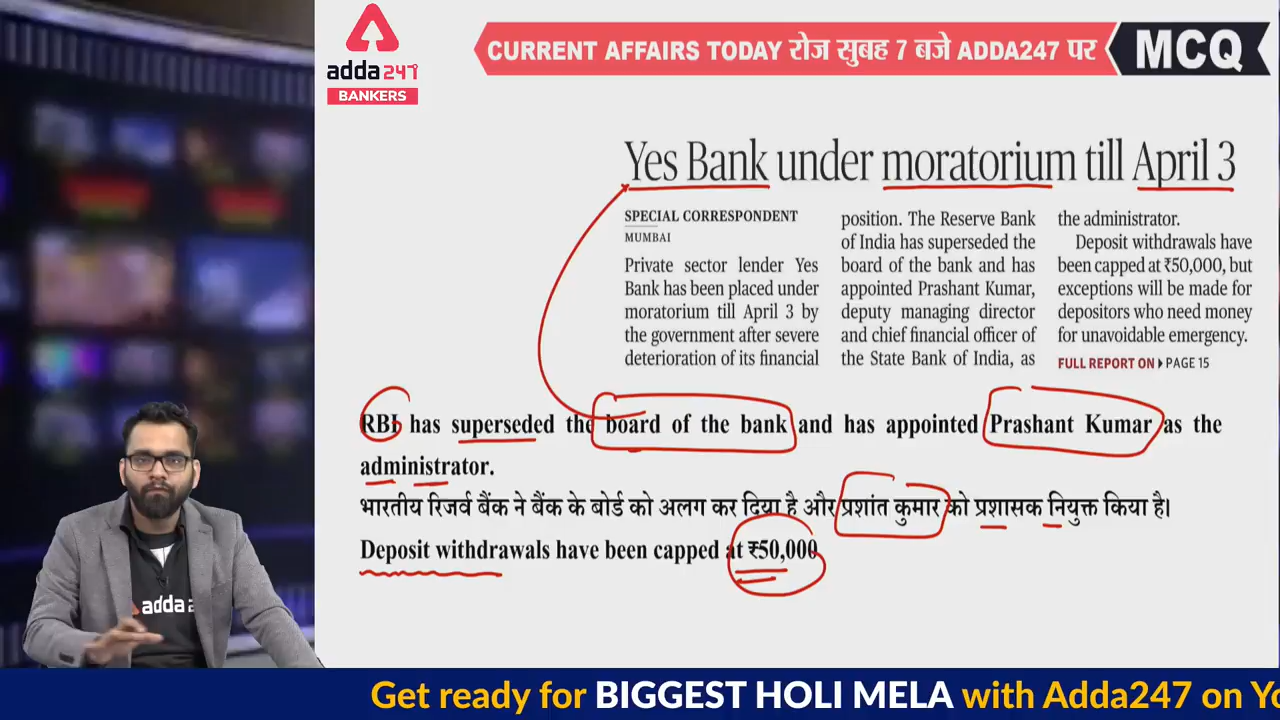 adda247
BANKERS
CURRENT AFFAIRS TODAY रोज सुबह 7 बजे ADDA247 पर
MCQ
Yes Bank under moratorium till April 3
SPECIAL CORRESPONDENT
MUMBAI
Private sector lender Yes
Bank has been placed under
moratorium till April 3 by
the government after severe
deterioration of its financial
position. The Reserve Bank
of India has superseded the
board of the bank and has
appointed Prashant Kumar,
deputy managing director
and chief financial officer of
the State Bank of India, as
the administrator.
Deposit withdrawals have
been capped at ₹50,000, but
exceptions will be made for
depositors who need money
for unavoidable emergency.
FULL REPORT ON PAGE 15
RBI has superseded the board of the bank and has appointed Prashant Kumar as the
administrator.
भारतीय रिजर्व बैंक ने बैंक के बोर्ड को अलग कर दिया है और प्रशांत कुमार को प्रशासक नियुक्त किया है।
Deposit withdrawals have been capped at ₹50,000
adda 2
Get ready for BIGGEST HOLI MELA with Adda247 on Yo